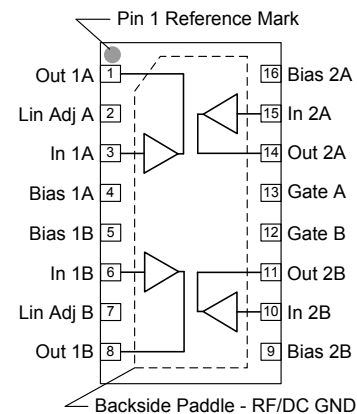 Pin 1 Reference Mark
Out 1A 1 16 Bias 2A
Lin Adj A 2 15 In 2A
In 1A 3 14 Out 2A
Bias 1A 4 13 Gate A
Bias 1B 5 12 Gate B
In 1B 6 11 Out 2B
Lin Adj B 7 10 In 2B
Out 1B 8 9 Bias 2B
Backside Paddle - RF/DC GND